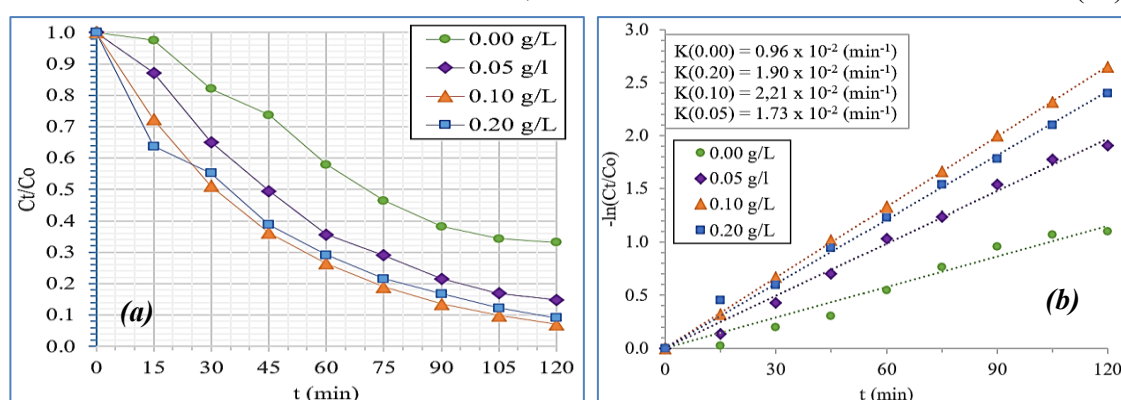 1.0
0.9
0.8
0.7
0.6
0.5
0.4
0.3
0.2
0.1
0.0
Ct/Co
0.00 g/L
0.05 g/l
0.10 g/L
0.20 g/L
(a)
0 15 30 45 60 75 90 105 120
t (min)
3.0
2.5
2.0
1.5
1.0
0.5
0.0
-ln(Ct/Co)
K(0.00) = 0.96 x 10-2 (min-1)
K(0.20) = 1.90 x 10-2 (min-1)
K(0.10) = 2,21 x 10-2 (min-1)
K(0.05) = 1.73 x 10-2 (min-1)
0.00 g/L
0.05 g/l
0.10 g/L
0.20 g/L
(b)
0 30 60 90 120
t (min)